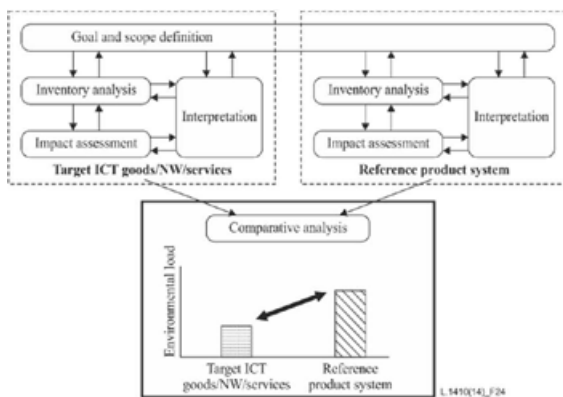 Goal and scope definition
Inventory analysis
Interpretation
Impact assessment
Target ICT goods/NW/services
Inventory analysis
Interpretation
Impact assessment
Reference product system
Comparative analysis
Environmental load
Target ICT
goods/NW/services
Reference
product system
L.1410(14)_F24